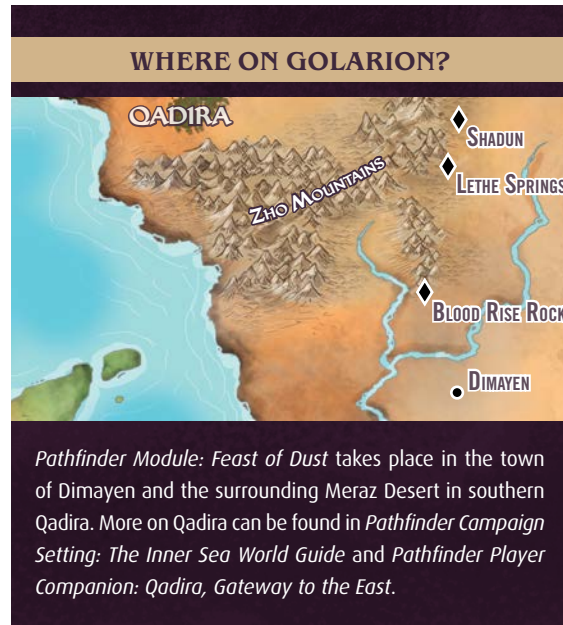 WHERE ON GOLARION?
QADIRA
SHADUN
LETHE SPRINGS
ZHO MOUNTAINS
BLOOD RISE ROCK
DIMAYEN
Pathfinder Module: Feast of Dust takes place in the town
of Dimayen and the surrounding Meraz Desert in southern
Qadira. More on Qadira can be found in Pathfinder Campaign
Setting: The Inner Sea World Guide and Pathfinder Player
Companion: Qadira, Gateway to the East.